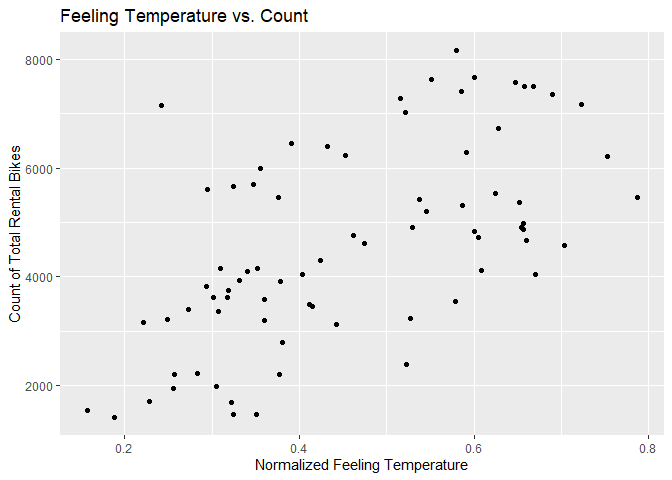 Feeling Temperature vs. Count
Count of Total Rental Bikes
8000
6000
4000
2000
0.2 0.4 0.6 0.8
Normalized Feeling Temperature